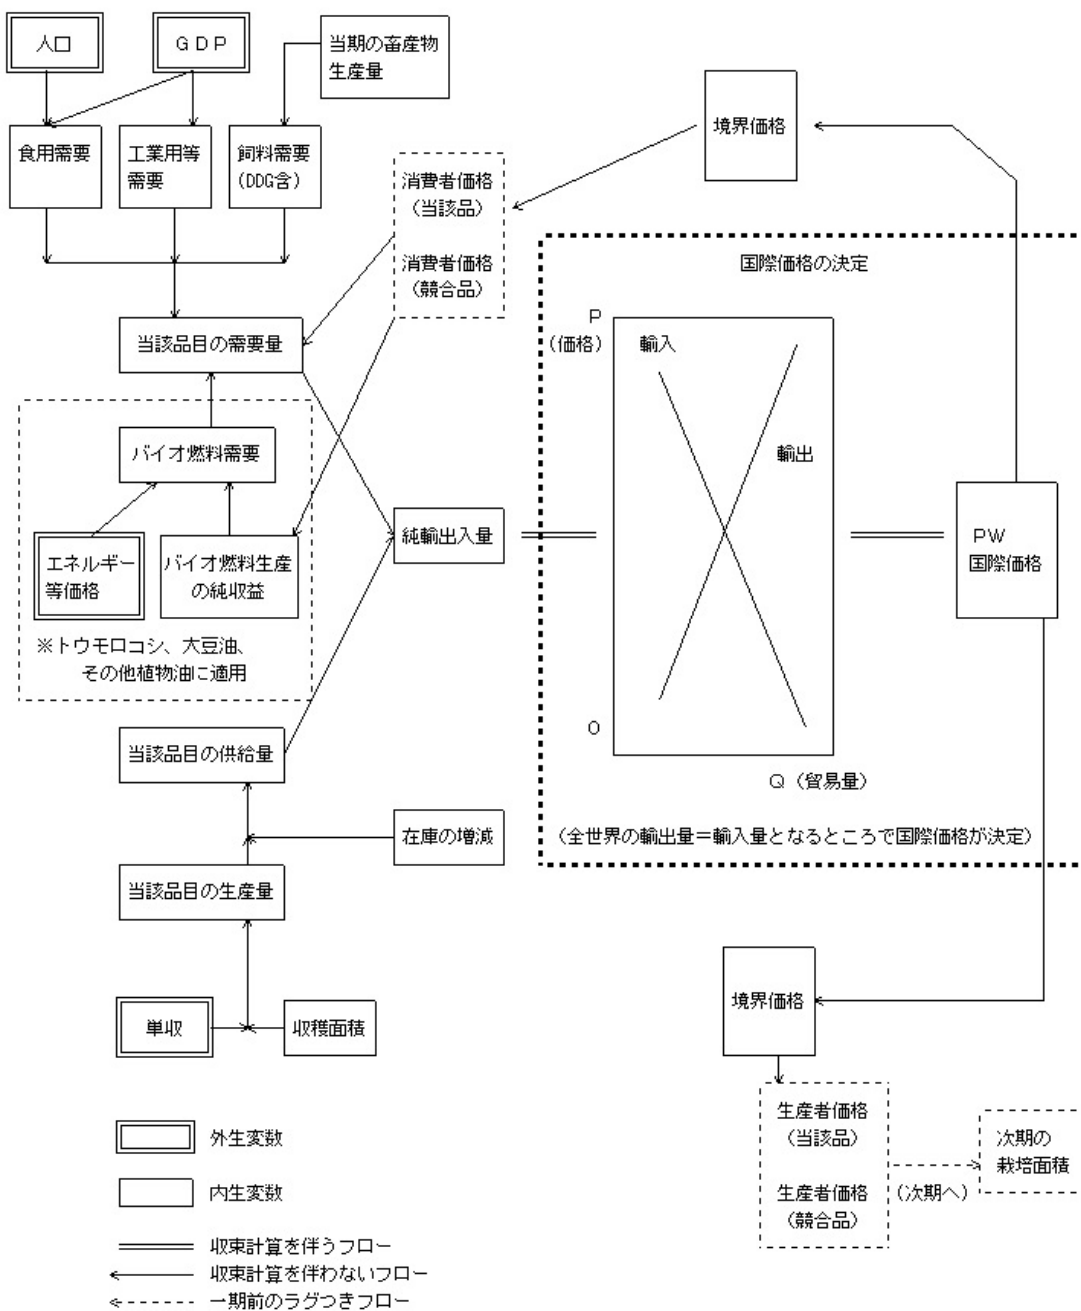 人口
GDP
当期の畜産物
生産量
食用需要
工業用等
需要
飼料需要
(DDG含)
消費者価格
(当該品)
消費者価格
(競合品)
境界価格
国際価格の決定
P
(価格)
輸入
輸出
0
Q (貿易量)
(全世界の輸出量=輸入量となるところで国際価格が決定)
当該品目の需要量
バイオ燃料需要
エネルギー
等価格
バイオ燃料生産
の純収益
※トウモロコシ、大豆油、
その他植物油に適用
純輸出入量
PW
国際価格
当該品目の供給量
在庫の増減
当該品目の生産量
単収
収穫面積
境界価格
生産者価格
(当該品)
生産者価格
(競合品)
(次期へ)
次期の
栽培面積
外生変数
内生変数
収束計算を伴うフロー
収束計算を伴わないフロー
一期前のラグつきフロー